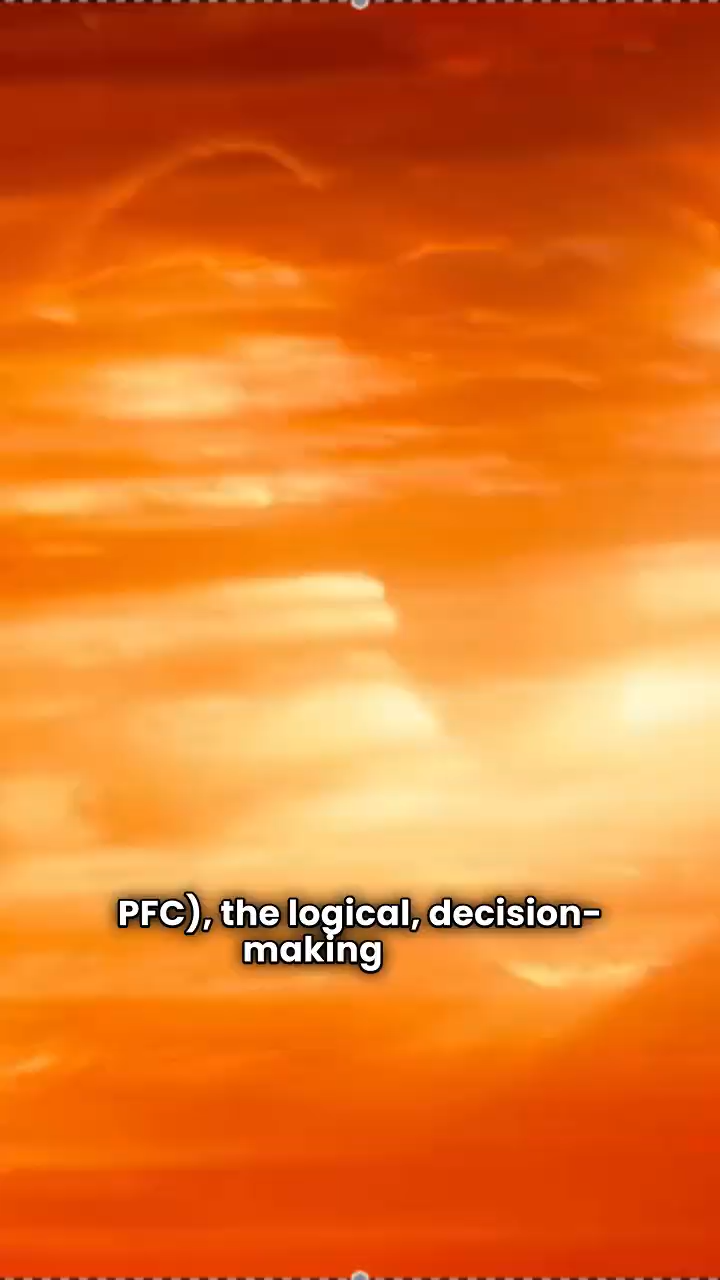 PFC), the logical, decision-
making